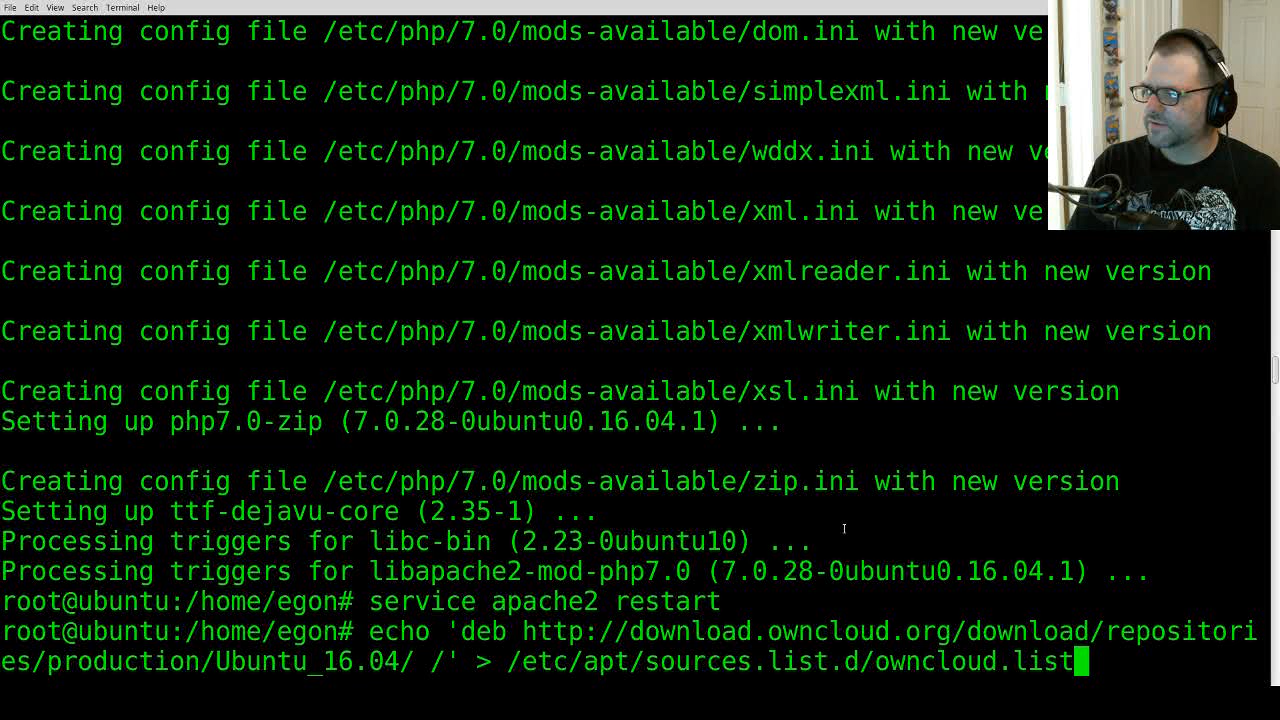 File Edit View Search Terminal Help
Creating config file /etc/php/7.0/mods-available/dom.ini with new ve
Creating config file /etc/php/7.0/mods-available/simplexml.ini with
Creating config file /etc/php/7.0/mods-available/wddx.ini with new ve
Creating config file /etc/php/7.0/mods-available/xml.ini with new ve
Creating config file /etc/php/7.0/mods-available/xmlreader.ini with new version
Creating config file /etc/php/7.0/mods-available/xmlwriter.ini with new version
Creating config file /etc/php/7.0/mods-available/xsl.ini with new version
Setting up php7.0-zip (7.0.28-0ubuntu0.16.04.1) ...
Creating config file /etc/php/7.0/mods-available/zip.ini with new version
Setting up ttf-dejavu-core (2.35-1) ...
Processing triggers for libc-bin (2.23-0ubuntu10) ...
Processing triggers for libapache2-mod-php7.0 (7.0.28-0ubuntu0.16.04.1) ...
root@ubuntu:/home/egon# service apache2 restart
root@ubuntu:/home/egon# echo 'deb http://download.owncloud.org/download/repositori
es/production/Ubuntu_16.04/ /' > /etc/apt/sources.list.d/owncloud.list